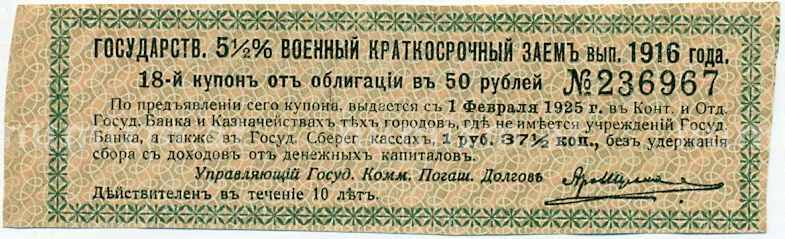 ГОСУДАРСТВ. 5½% ВОЕННЫЙ КРАТКОСРОЧНЫЙ ЗАЕМЪ вып. 1916 года.
18-й купонъ отъ облигаціи въ 50 рублей №236967
По предъявленіи сего купона, выдается съ 1 Февраля 1925 г. въ Конт. и Отд.
Госуд. Банка и Казначействахъ тѣхъ городовъ, гдѣ не имѣется учрежденій Госуд.
Банка, а также въ Госуд. Сберег. кассахъ, 1 руб. 37½ коп., безъ удержанія
сбора съ доходовъ отъ денежныхъ капиталовъ.
Управляющій Госуд. Комм. Погаш. Долговъ
Дѣйствителенъ въ теченіе 10 лѣтъ.